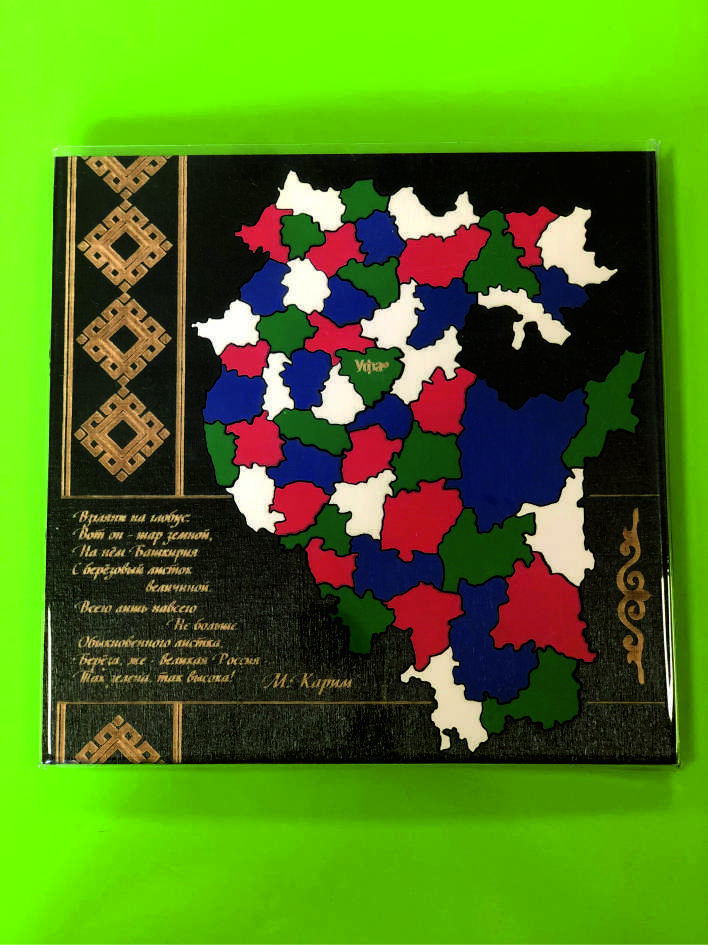 Уфа
Взгляни на глобус:
Вот он - шар земной,
На нём Башкирия
С берёзовый листок
величиной.
Всего лишь навсего
Не больше
Обыкновенного листка,
Берёза, же - великая Россия
Так зелена, так высока!
М. Карим